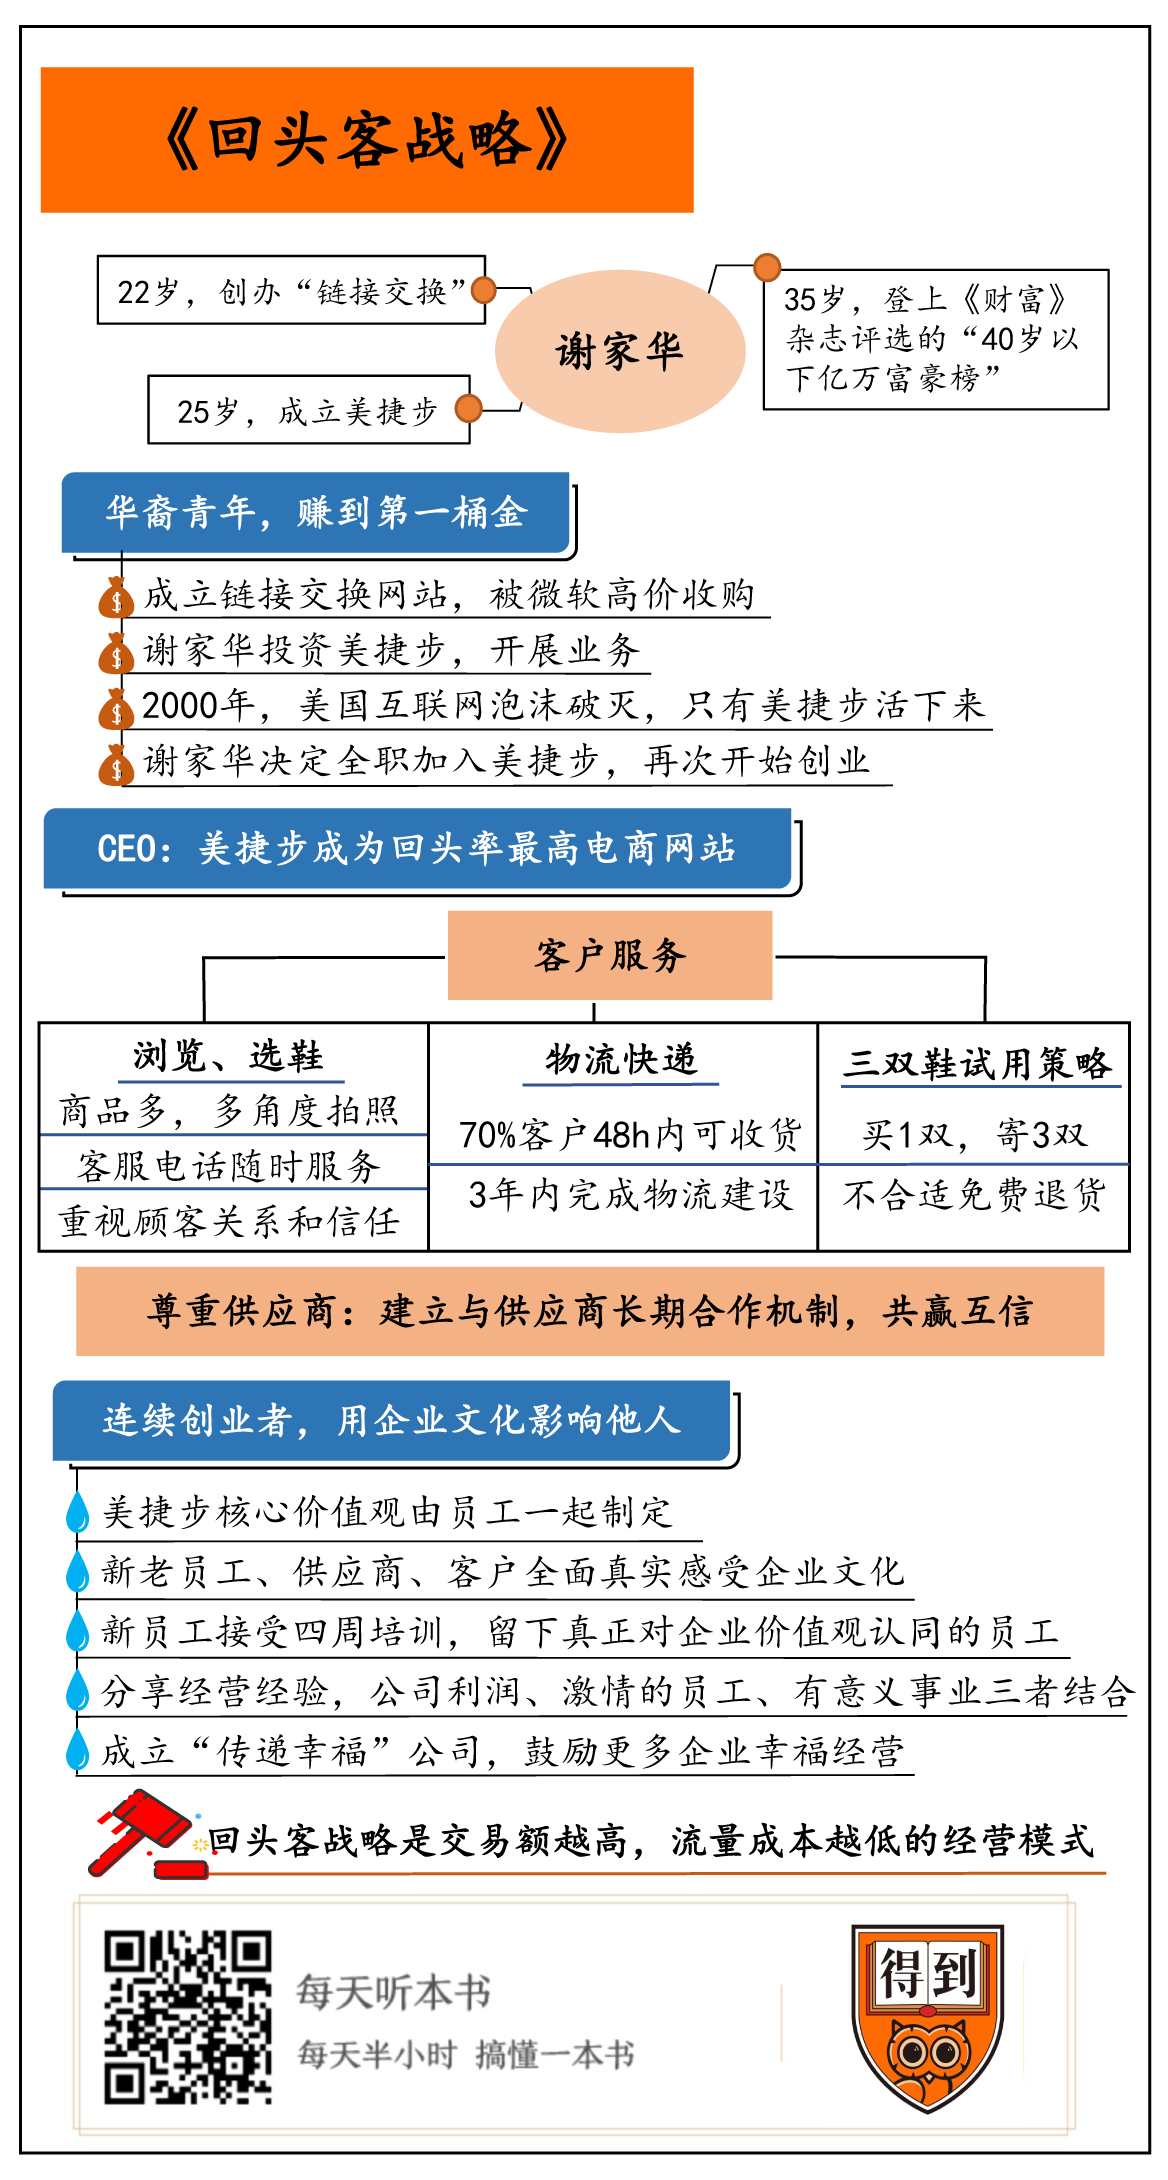 《回头客战略》
22岁，创办“链接交换”
25岁，成立美捷步
谢家华
35岁，登上《财富》
杂志评选的“40岁以
下亿万富豪榜”
华裔青年，赚到第一桶金
成立链接交换网站，被微软高价收购
谢家华投资美捷步，开展业务
2000年，美国互联网泡沫破灭，只有美捷步活下来
谢家华决定全职加入美捷步，再次开始创业
CEO：美捷步成为回头率最高电商网站
客户服务
浏览、选鞋
商品多，多角度拍照
客服电话随时服务
重视顾客关系和信任
物流快递
70%客户48h内可收货
3年内完成物流建设
三双鞋试用策略
买1双，寄3双
不合适免费退货
尊重供应商：建立与供应商长期合作机制，共赢互信
连续创业者，用企业文化影响他人
美捷步核心价值观由员工一起制定
新老员工、供应商、客户全面真实感受企业文化
新员工接受四周培训，留下真正对企业价值观认同的员工
分享经营经验，公司利润、激情的员工、有意义事业三者结合
成立“传递幸福”公司，鼓励更多企业幸福经营
回头客战略是交易额越高，流量成本越低的经营模式
每天听本书
每天半小时 搞懂一本书
得到